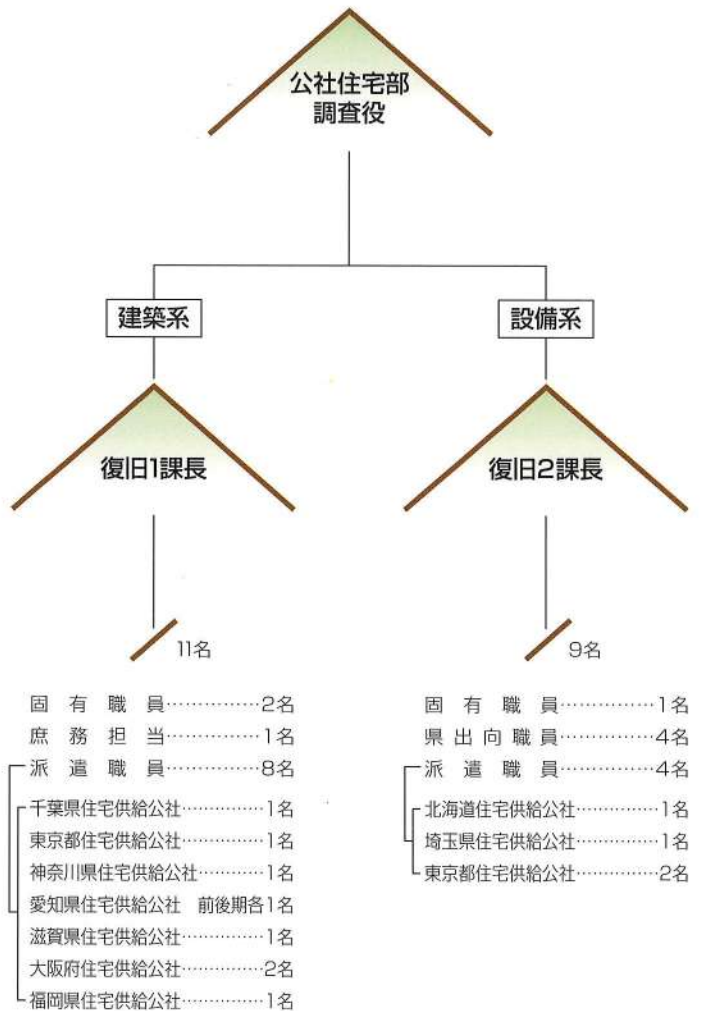 公社住宅部
調査役
建築系
設備系
復旧1課長
復旧2課長
11名
9名
固有職員……………2名
庶務担当……………1名
派遣職員……………8名
千葉県住宅供給公社……………1名
東京都住宅供給公社……………1名
神奈川県住宅供給公社…………1名
愛知県住宅供給公社 前後期各1名
滋賀県住宅供給公社……………1名
大阪府住宅供給公社……………2名
福岡県住宅供給公社……………1名
固有職員……………1名
県出向職員……………4名
派遣職員……………4名
北海道住宅供給公社……………1名
埼玉県住宅供給公社……………1名
東京都住宅供給公社……………2名